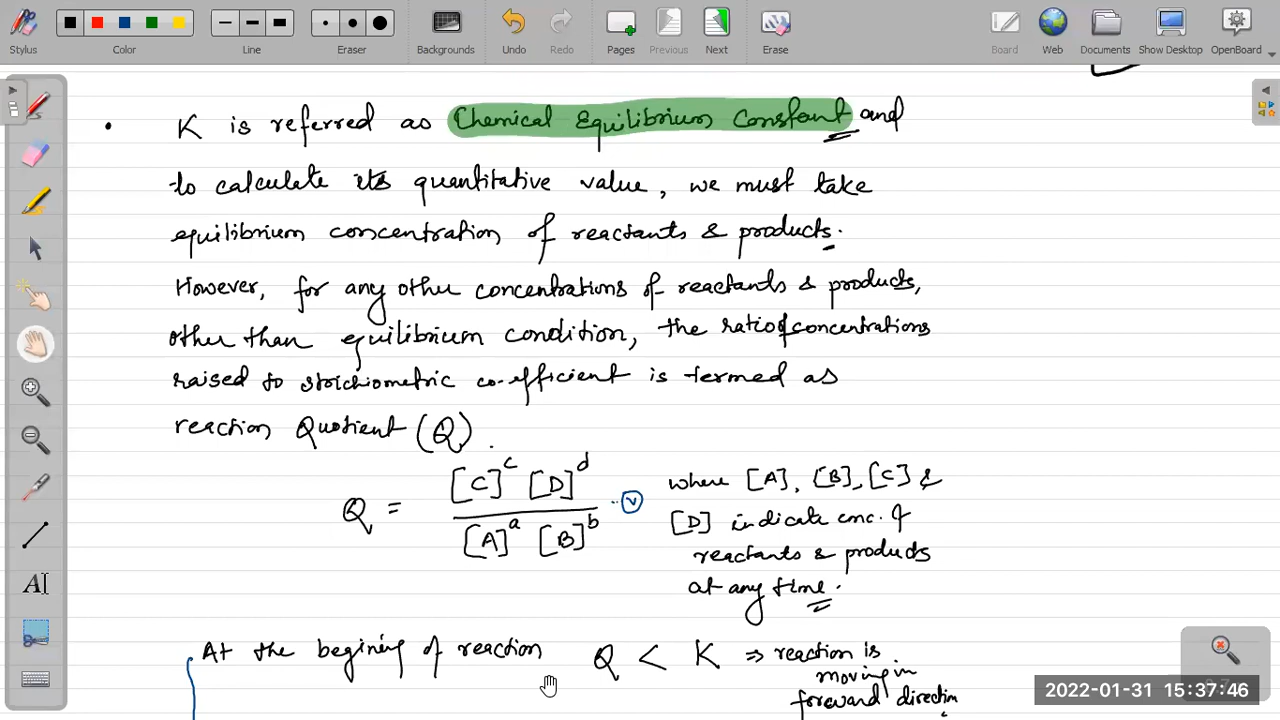 Stylus Color Line Eraser Backgrounds Undo Redo Pages Previous Next Erase Board Web Documents Show Desktop OpenBoard
K is referred as Chemical Equilibrium Constant and
to calculate its quantitative value, we must take
equilibrium concentration of reactants & products.
However, for any other concentrations of reactants & products,
other than equilibrium condition, the ratio of concentrations
raised to stoichiometric co-efficient is termed as
reaction Quotient (Q).
Q = [C]^c [D]^d / [A]^a [B]^b ... v
where [A], [B], [C] &
[D] indicate conc. of
reactants & products
at any time.
At the begining of reaction Q < K ⇒ reaction is
moving in
forward direction
2022-01-31 15:37:46